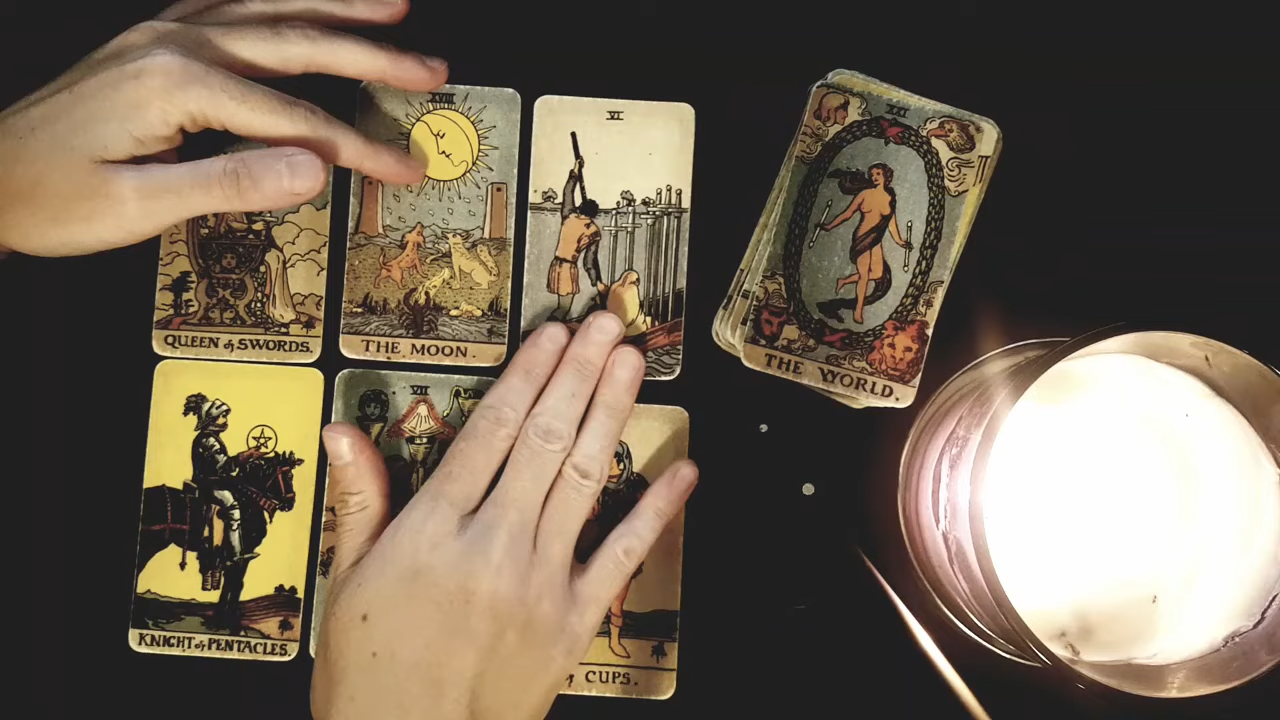 XVIII
VI
XXI
QUEEN of SWORDS.
THE MOON.
THE WORLD.
VII
KNIGHT of PENTACLES.
CUPS.